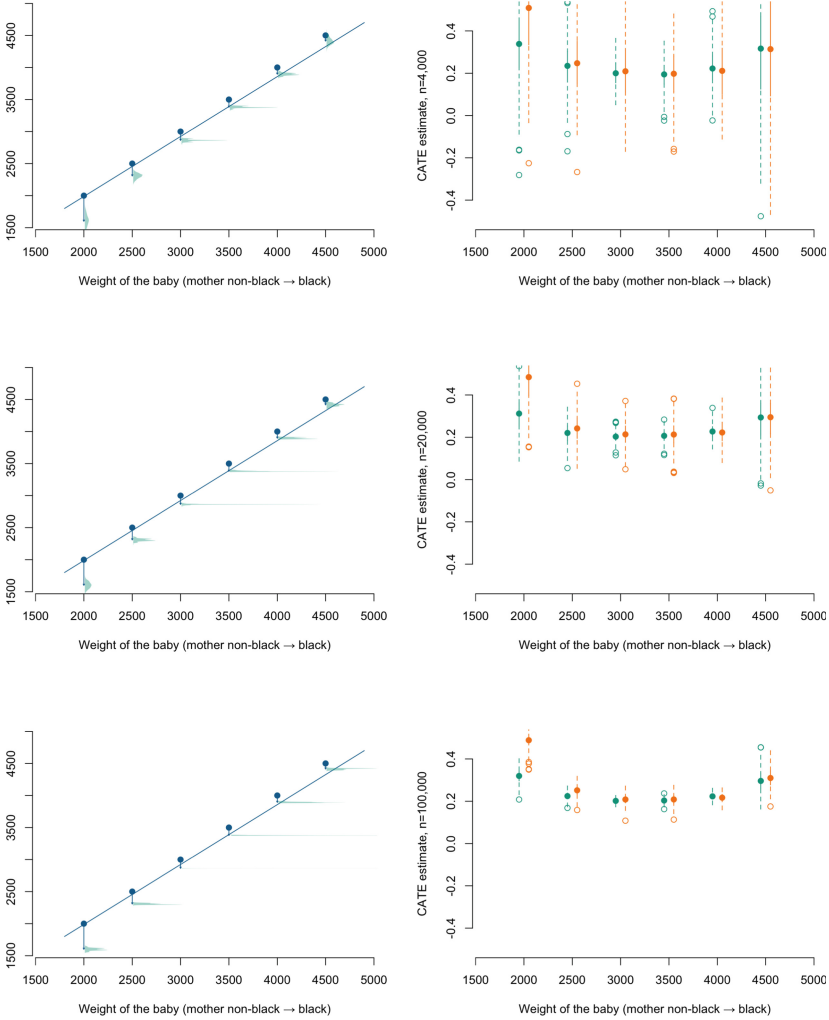 4500
3500
2500
1500
1500 2000 2500 3000 3500 4000 4500 5000
Weight of the baby (mother non-black → black)
CATE estimate, n=4,000
0.4
0.2
0.0
-0.2
-0.4
1500 2000 2500 3000 3500 4000 4500 5000
Weight of the baby (mother non-black → black)
4500
3500
2500
1500
1500 2000 2500 3000 3500 4000 4500 5000
Weight of the baby (mother non-black → black)
CATE estimate, n=20,000
0.4
0.2
0.0
-0.2
-0.4
1500 2000 2500 3000 3500 4000 4500 5000
Weight of the baby (mother non-black → black)
4500
3500
2500
1500
1500 2000 2500 3000 3500 4000 4500 5000
Weight of the baby (mother non-black → black)
CATE estimate, n=100,000
0.4
0.2
0.0
-0.2
-0.4
1500 2000 2500 3000 3500 4000 4500 5000
Weight of the baby (mother non-black → black)